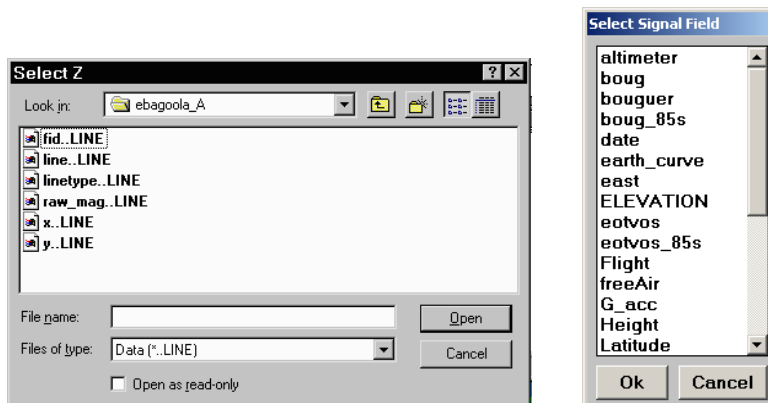 Select Z
Look in:
ebagoola_A
fid..LINE
line..LINE
linetype..LINE
raw_mag..LINE
x..LINE
y..LINE
File name:
Open
Files of type:
Data (*..LINE)
Cancel
Open as read-only
Select Signal Field
altimeter
boug
bouguer
boug_85s
date
earth_curve
east
ELEVATION
eotvos
eotvos_85s
Flight
freeAir
G_acc
Height
Latitude
Ok
Cancel